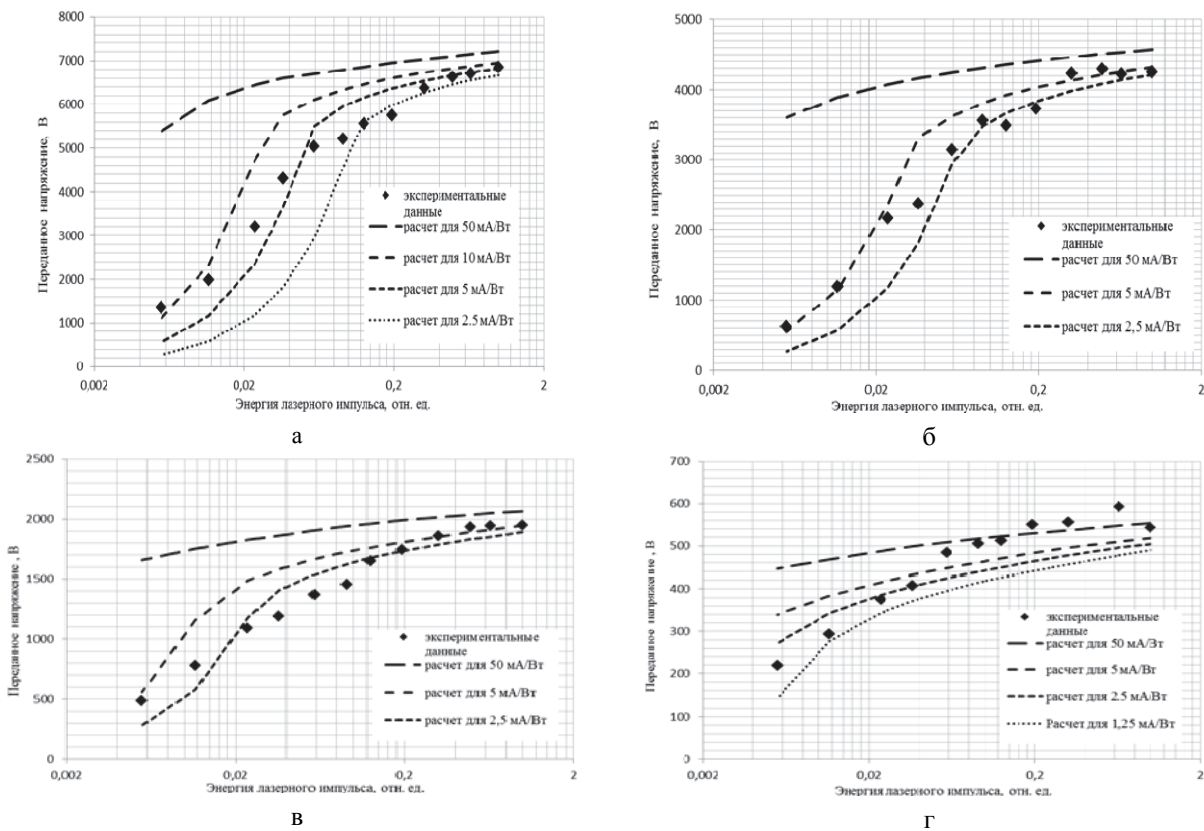 8000
7000
6000
5000
4000
3000
2000
1000
0
Переданное напряжение, В
0,002
0,02
0,2
2
Энергия лазерного импульса, отн. ед.
экспериментальные
данные
расчет для 50 мА/Вт
расчет для 10 мА/Вт
расчет для 5 мА/Вт
расчет для 2.5 мА/Вт
а
5000
4000
3000
2000
1000
0
Переданное напряжение, В
0,002
0,02
0,2
2
Энергия лазерного импульса, отн. ед.
экспериментальные
данные
расчет для 50 мА/Вт
расчет для 5 мА/Вт
расчет для 2,5 мА/Вт
б
2500
2000
1500
1000
500
0
Переданное напряжение , В
0,002
0,02
0,2
2
Энергия лазерного импульса, отн. ед.
экспериментальные
данные
расчет для 50 мА/Вт
расчет для 5 мА/Вт
расчет для 2,5 мА/Вт
в
700
600
500
400
300
200
100
0
Переданное напряжение , В
0,002
0,02
0,2
2
Энергия лазерного импульса, отн. ед.
экспериментальные
данные
расчет для 50 мА/Вт
расчет для 5 мА/Вт
расчет для 2.5 мА/Вт
Расчет для 1,25 мА/Вт
г